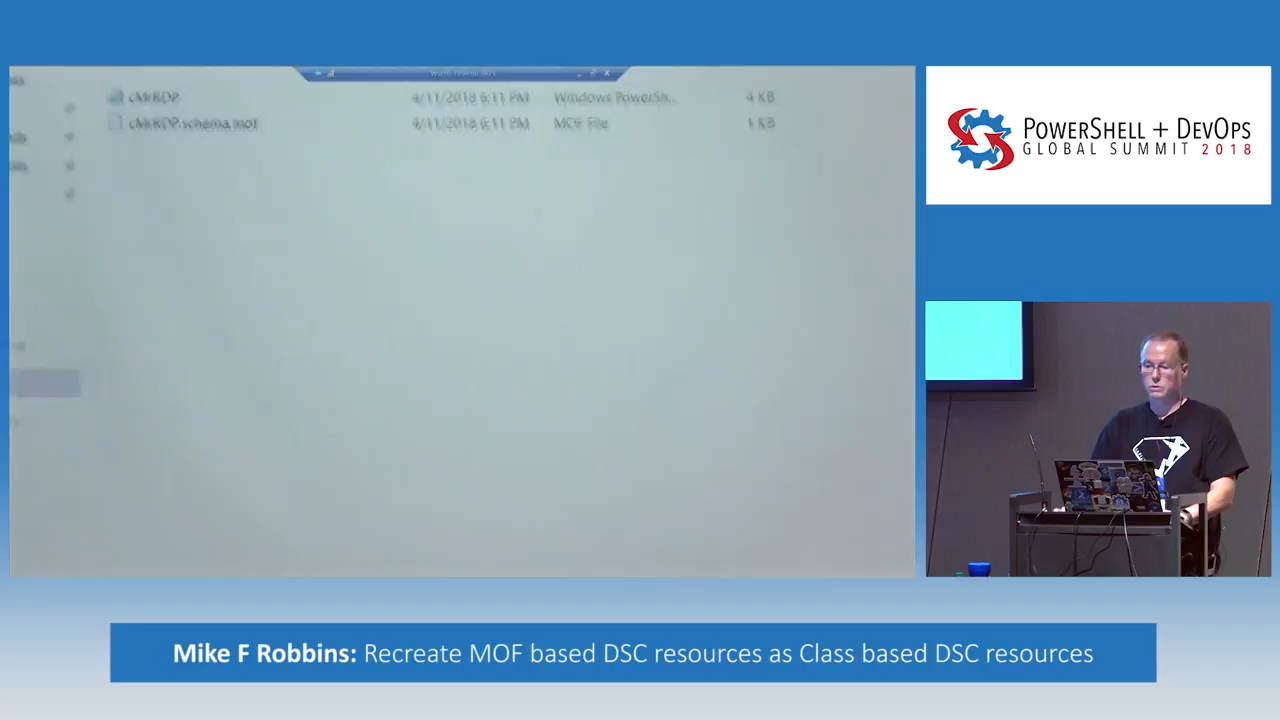 cMrRDP 4/11/2018 6:11 PM Windows PowerSh... 4 KB
cMrRDP.schema.mof 4/11/2018 6:11 PM MOF File 1 KB
POWERSHELL + DEVOPS
GLOBAL SUMMIT 2018
Mike F Robbins: Recreate MOF based DSC resources as Class based DSC resources